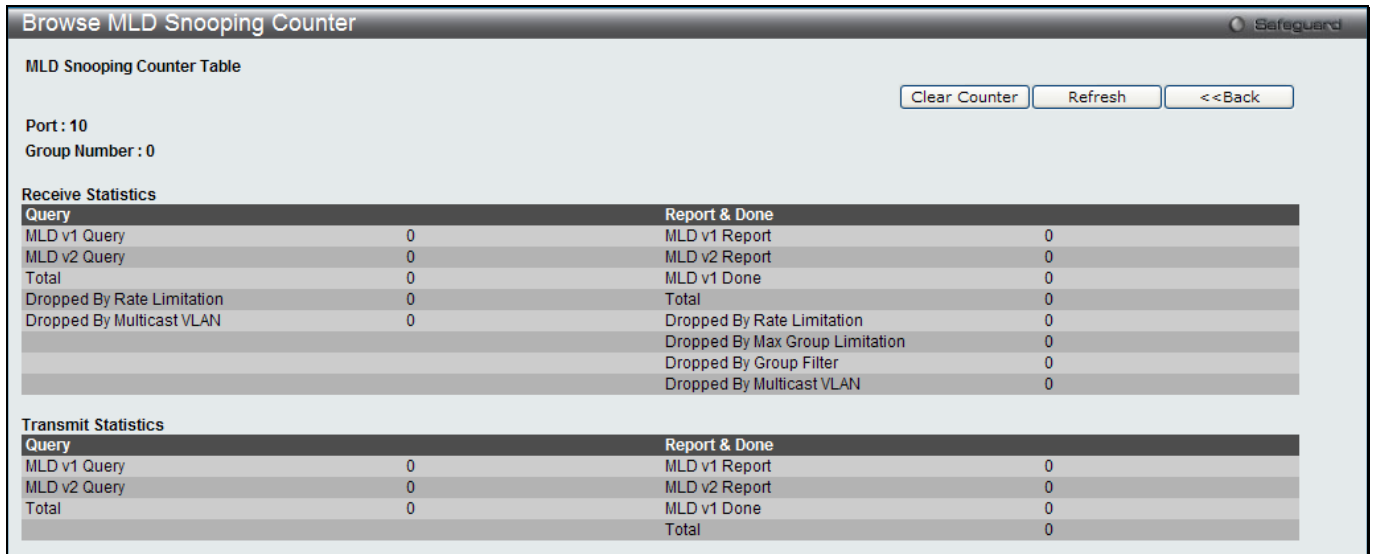 Browse MLD Snooping Counter
Safeguard
MLD Snooping Counter Table
Clear Counter Refresh <<Back
Port : 10
Group Number : 0
Receive Statistics
Query Report & Done
MLD v1 Query 0 MLD v1 Report 0
MLD v2 Query 0 MLD v2 Report 0
Total 0 MLD v1 Done 0
Dropped By Rate Limitation 0 Total 0
Dropped By Multicast VLAN 0 Dropped By Rate Limitation 0
Dropped By Max Group Limitation 0
Dropped By Group Filter 0
Dropped By Multicast VLAN 0
Transmit Statistics
Query Report & Done
MLD v1 Query 0 MLD v1 Report 0
MLD v2 Query 0 MLD v2 Report 0
Total 0 MLD v1 Done 0
Total 0